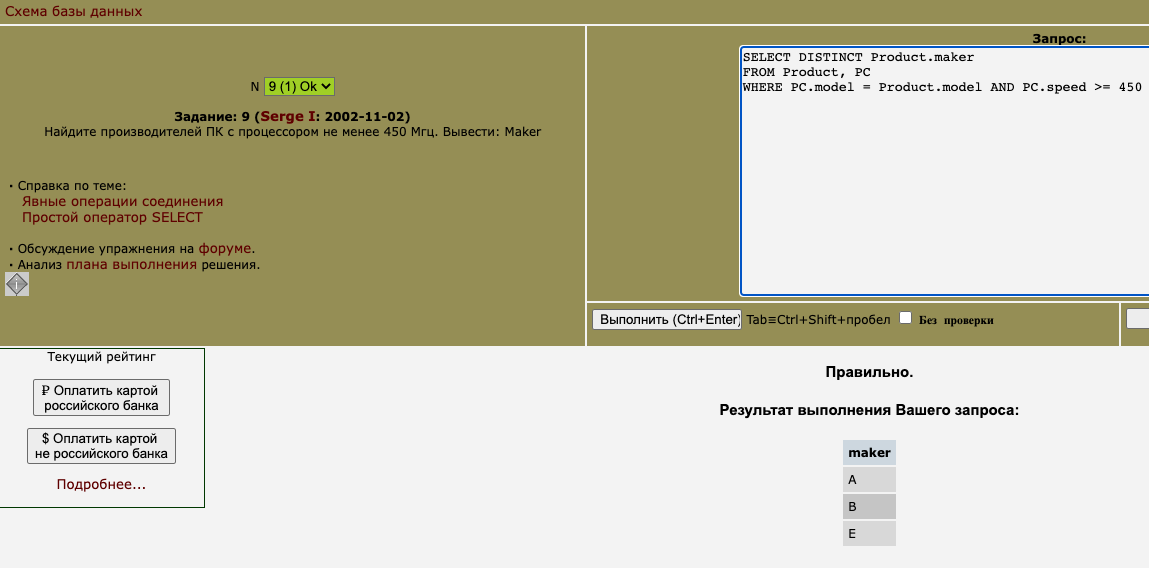 Схема базы данных
N 9 (1) Ok
Задание: 9 (Serge I: 2002-11-02)
Найдите производителей ПК с процессором не менее 450 Мгц. Вывести: Maker
· Справка по теме:
Явные операции соединения
Простой оператор SELECT
· Обсуждение упражнения на форуме.
· Анализ плана выполнения решения.
Запрос:
SELECT DISTINCT Product.maker
FROM Product, PC
WHERE PC.model = Product.model AND PC.speed >= 450
Выполнить (Ctrl+Enter) Tab≡Ctrl+Shift+пробел Без проверки
Текущий рейтинг
₽ Оплатить картой
российского банка
$ Оплатить картой
не российского банка
Подробнее...
Правильно.
Результат выполнения Вашего запроса:
maker
A
B
E